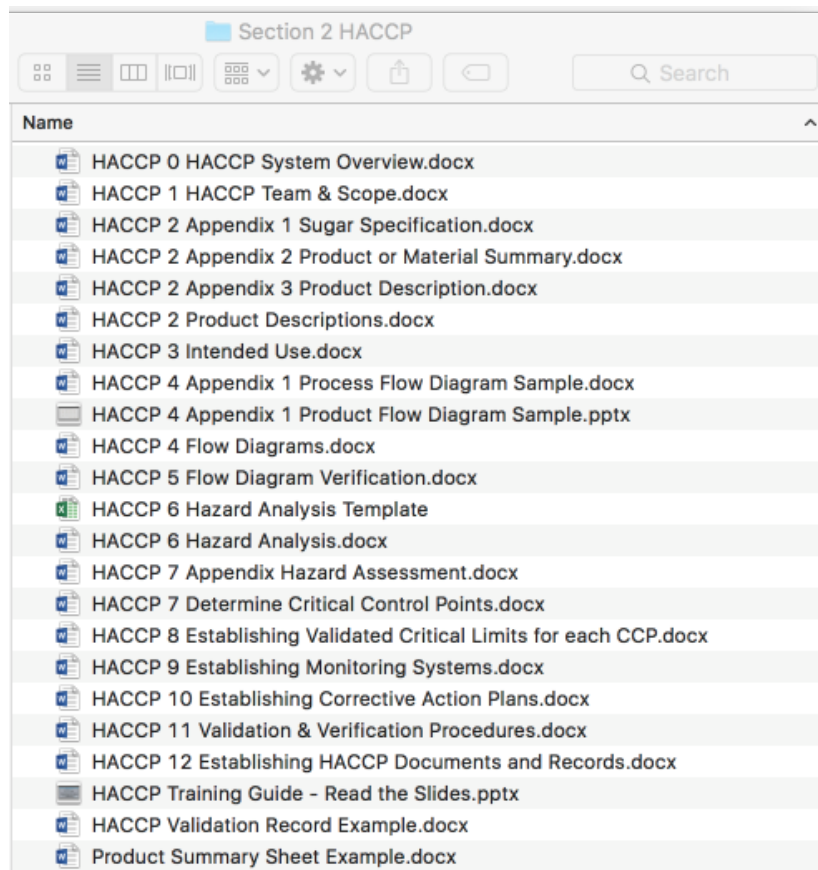 Section 2 HACCP
Search
Name
HACCP 0 HACCP System Overview.docx
HACCP 1 HACCP Team & Scope.docx
HACCP 2 Appendix 1 Sugar Specification.docx
HACCP 2 Appendix 2 Product or Material Summary.docx
HACCP 2 Appendix 3 Product Description.docx
HACCP 2 Product Descriptions.docx
HACCP 3 Intended Use.docx
HACCP 4 Appendix 1 Process Flow Diagram Sample.docx
HACCP 4 Appendix 1 Product Flow Diagram Sample.pptx
HACCP 4 Flow Diagrams.docx
HACCP 5 Flow Diagram Verification.docx
HACCP 6 Hazard Analysis Template
HACCP 6 Hazard Analysis.docx
HACCP 7 Appendix Hazard Assessment.docx
HACCP 7 Determine Critical Control Points.docx
HACCP 8 Establishing Validated Critical Limits for each CCP.docx
HACCP 9 Establishing Monitoring Systems.docx
HACCP 10 Establishing Corrective Action Plans.docx
HACCP 11 Validation & Verification Procedures.docx
HACCP 12 Establishing HACCP Documents and Records.docx
HACCP Training Guide - Read the Slides.pptx
HACCP Validation Record Example.docx
Product Summary Sheet Example.docx